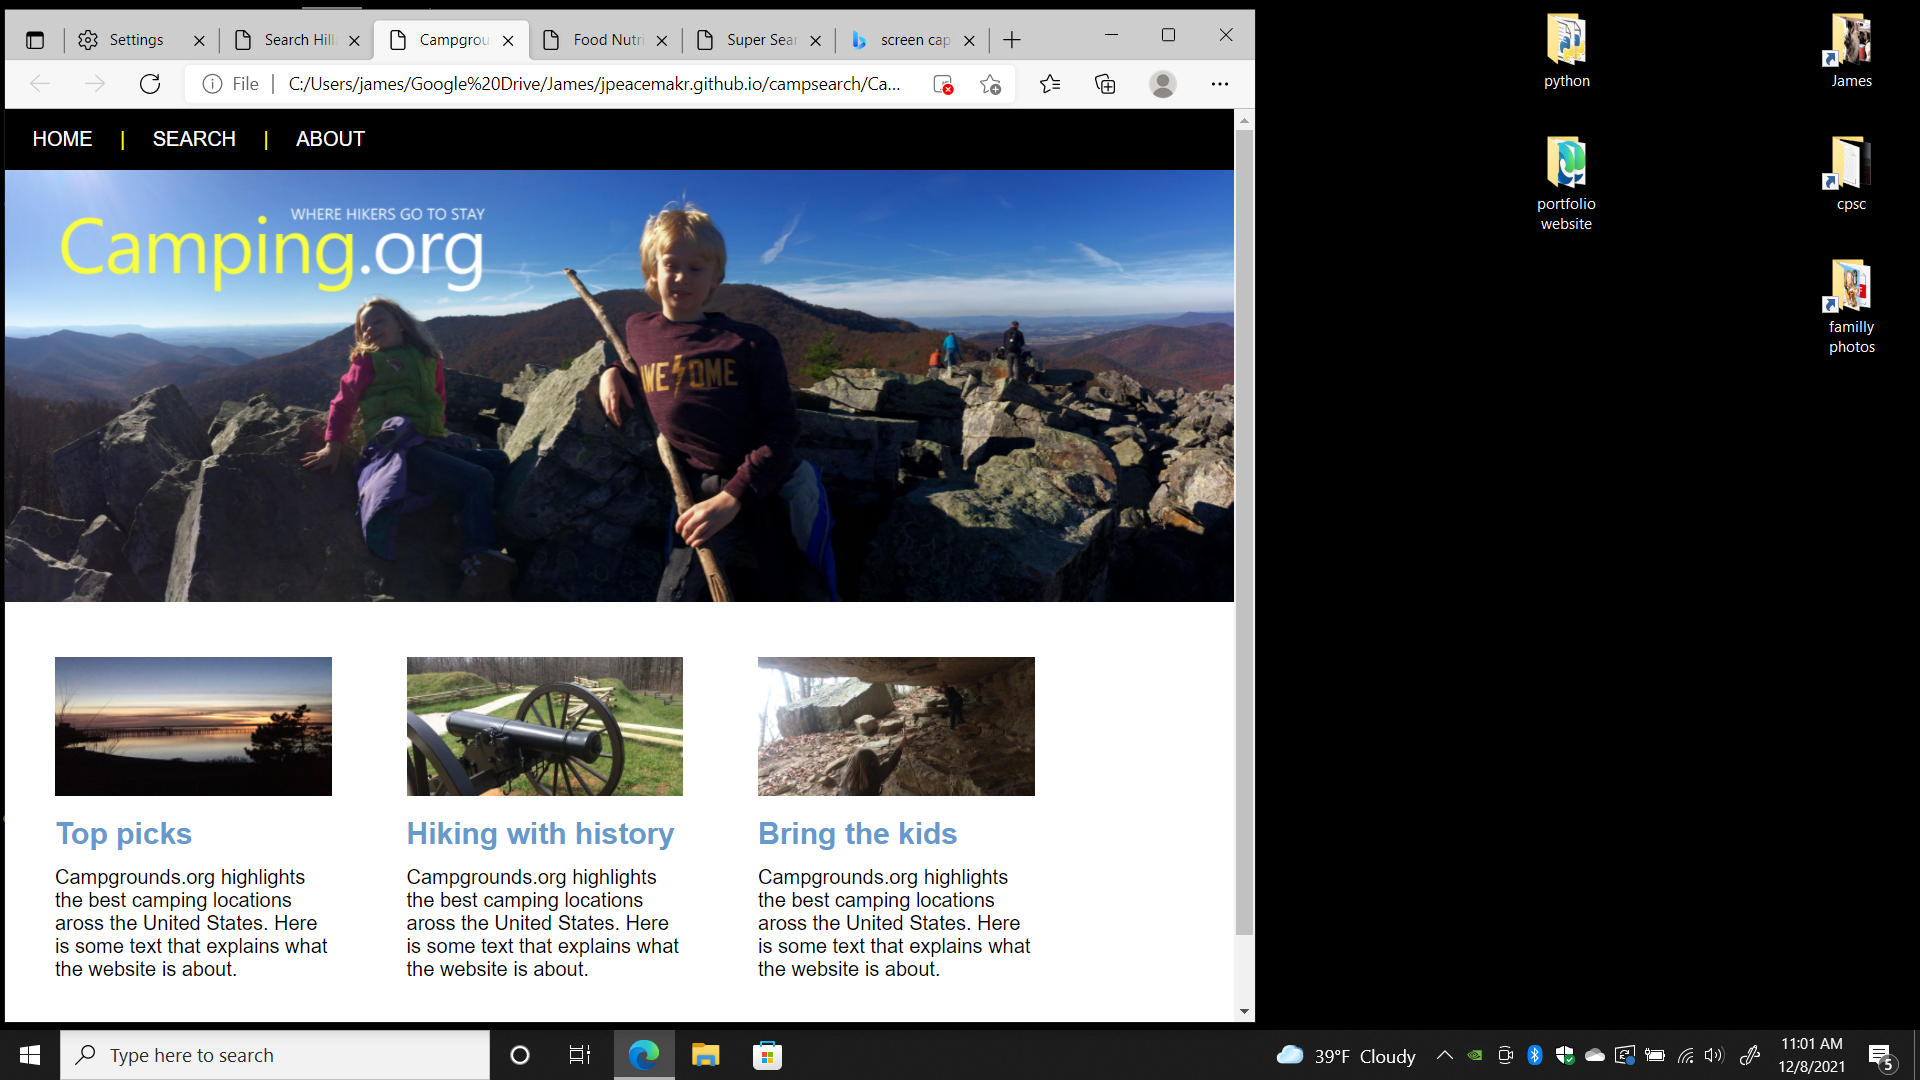 Settings
Search Hill
Campgrou
Food Nutri
Super Sear
screen cap
File
C:/Users/james/Google%20Drive/James/jpeacemakr.github.io/campsearch/Ca...
HOME | SEARCH | ABOUT
WHERE HIKERS GO TO STAY
Camping.org
AWESOME
Top picks
Campgrounds.org highlights
the best camping locations
aross the United States. Here
is some text that explains what
the website is about.
Hiking with history
Campgrounds.org highlights
the best camping locations
aross the United States. Here
is some text that explains what
the website is about.
Bring the kids
Campgrounds.org highlights
the best camping locations
aross the United States. Here
is some text that explains what
the website is about.
python
James
portfolio
website
cpsc
familly
photos
Type here to search
39°F Cloudy
11:01 AM
12/8/2021
5